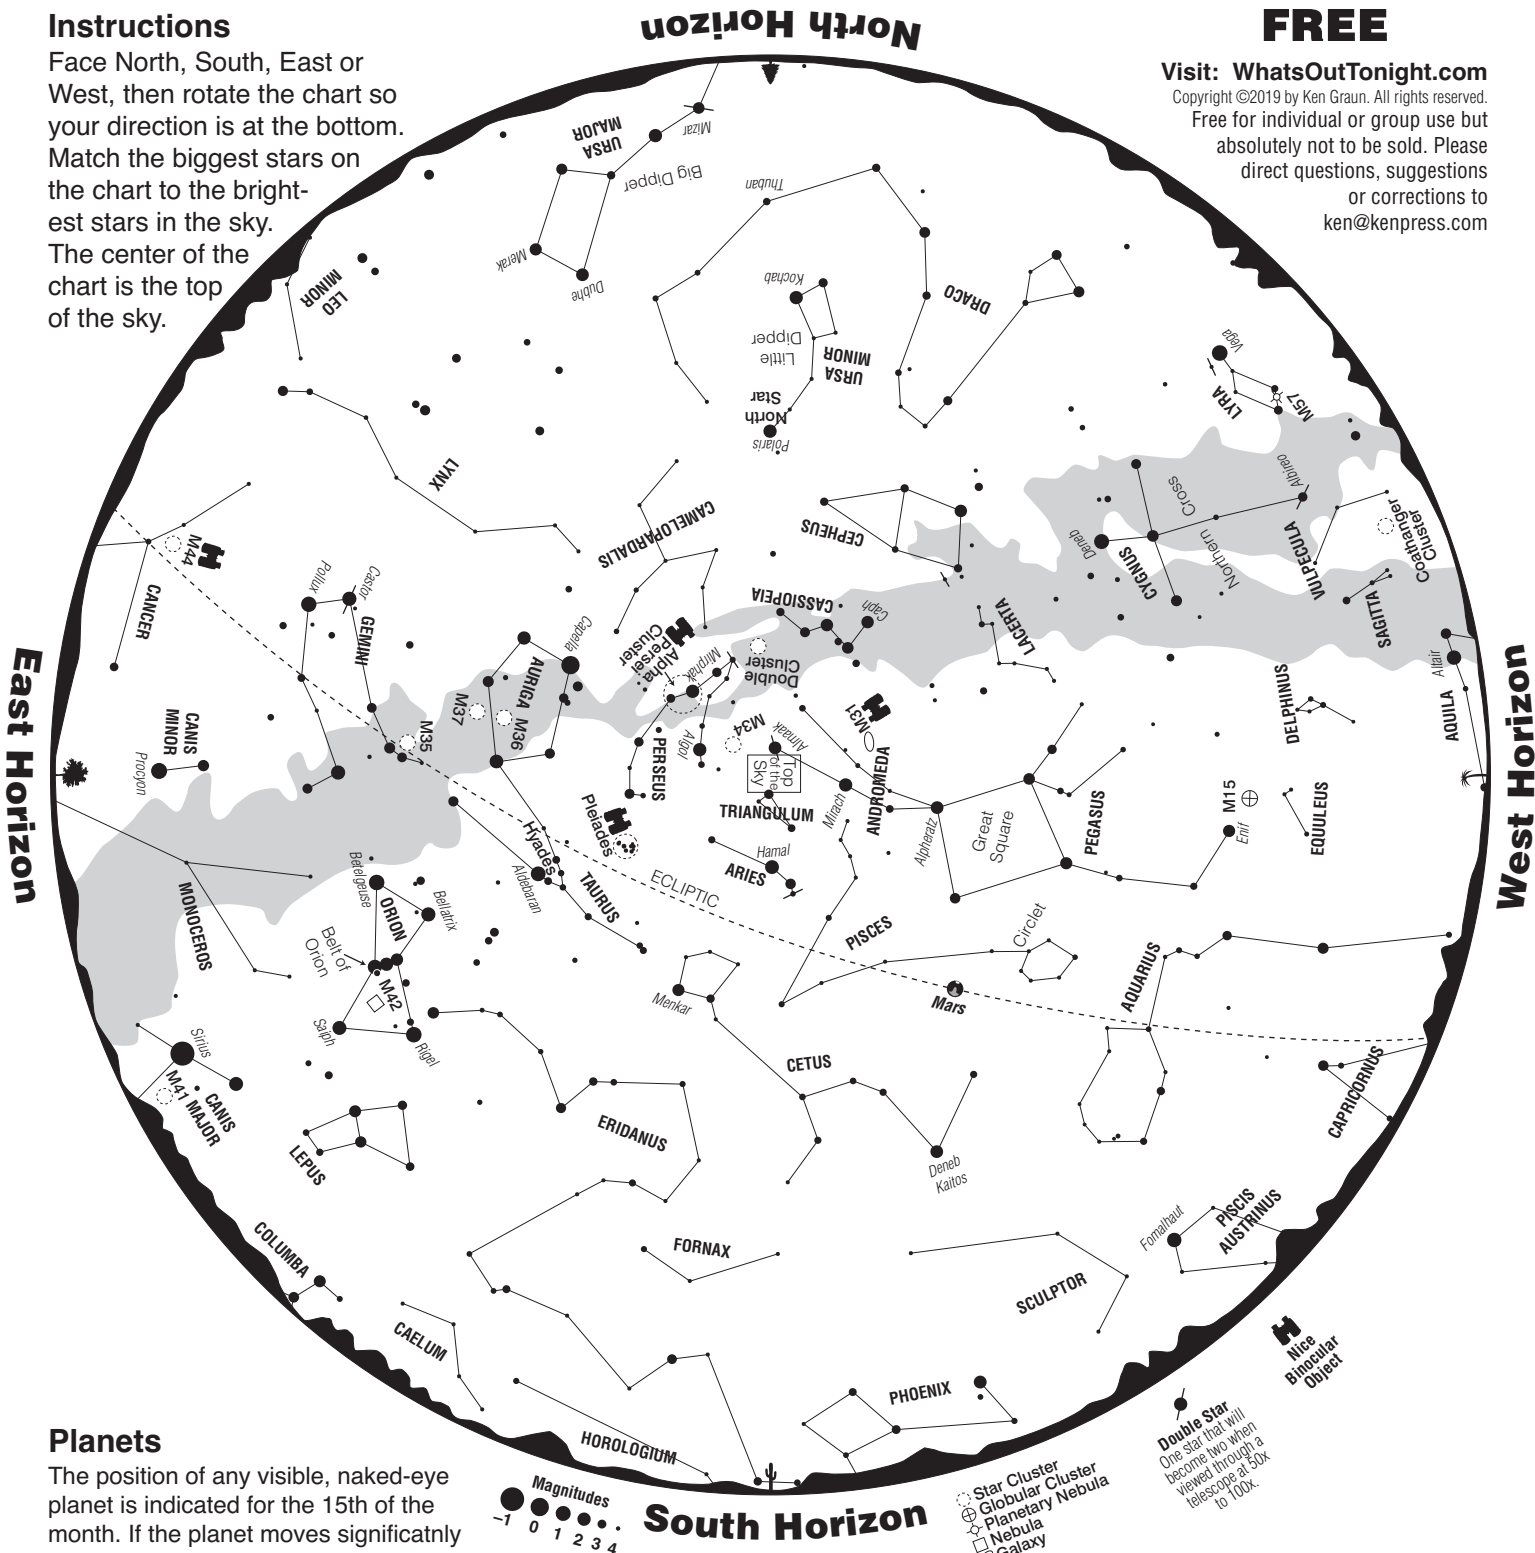 Instructions
Face North, South, East or
West, then rotate the chart so
your direction is at the bottom.
Match the biggest stars on
the chart to the bright-
est stars in the sky.
The center of the
chart is the top
of the sky.
North Horizon
FREE
Visit: WhatsOutTonight.com
Copyright ©2019 by Ken Graun. All rights reserved.
Free for individual or group use but
absolutely not to be sold. Please
direct questions, suggestions
or corrections to
ken@kenpress.com
Mizar
URSA
MAJOR
Big Dipper
Merak
Dubhe
Thuban
Kochab
DRACO
LEO
MINOR
Little
Dipper
URSA
MINOR
North
Star
Polaris
Vega
LYRA
M57
LYNX
CAMELOPARDALIS
CEPHEUS
Deneb
Cross
Northern
CYGNUS
Albireo
VULPECULA
Coathanger
Cluster
SAGITTA
M44
CANCER
Pollux
Castor
GEMINI
Capella
AURIGA
M37
M36
M35
Alpha
Persei
Cluster
Mirphak
CASSIOPEIA
Caph
Double
Cluster
LACERTA
DELPHINUS
Altair
AQUILA
East Horizon
West Horizon
CANIS
MINOR
Procyon
PERSEUS
Algol
M34
Almaak
Top
of the
Sky
M31
ANDROMEDA
Mirach
TRIANGULUM
Pleiades
Hyades
Aldebaran
TAURUS
Hamal
ARIES
ECLIPTIC
Alpheratz
Great
Square
PEGASUS
M15
Enif
EQUULEUS
MONOCEROS
Betelgeuse
Bellatrix
ORION
Belt of
Orion
M42
Saiph
Rigel
PISCES
Circlet
AQUARIUS
Menkar
Mars
Sirius
M41
CANIS
MAJOR
LEPUS
ERIDANUS
CETUS
Deneb
Kaitos
CAPRICORNUS
COLUMBA
CAELUM
FORNAX
SCULPTOR
Fomalhaut
PISCIS
AUSTRINUS
HOROLOGIUM
PHOENIX
South Horizon
Planets
The position of any visible, naked-eye
planet is indicated for the 15th of the
month. If the planet moves significatnly
Magnitudes
–1 0 1 2 3 4
Star Cluster
Globular Cluster
Planetary Nebula
Nebula
Galaxy
Double Star
One star that will
become two when
viewed through a
telescope at 50x
to 100x.
Nice
Binocular
Object